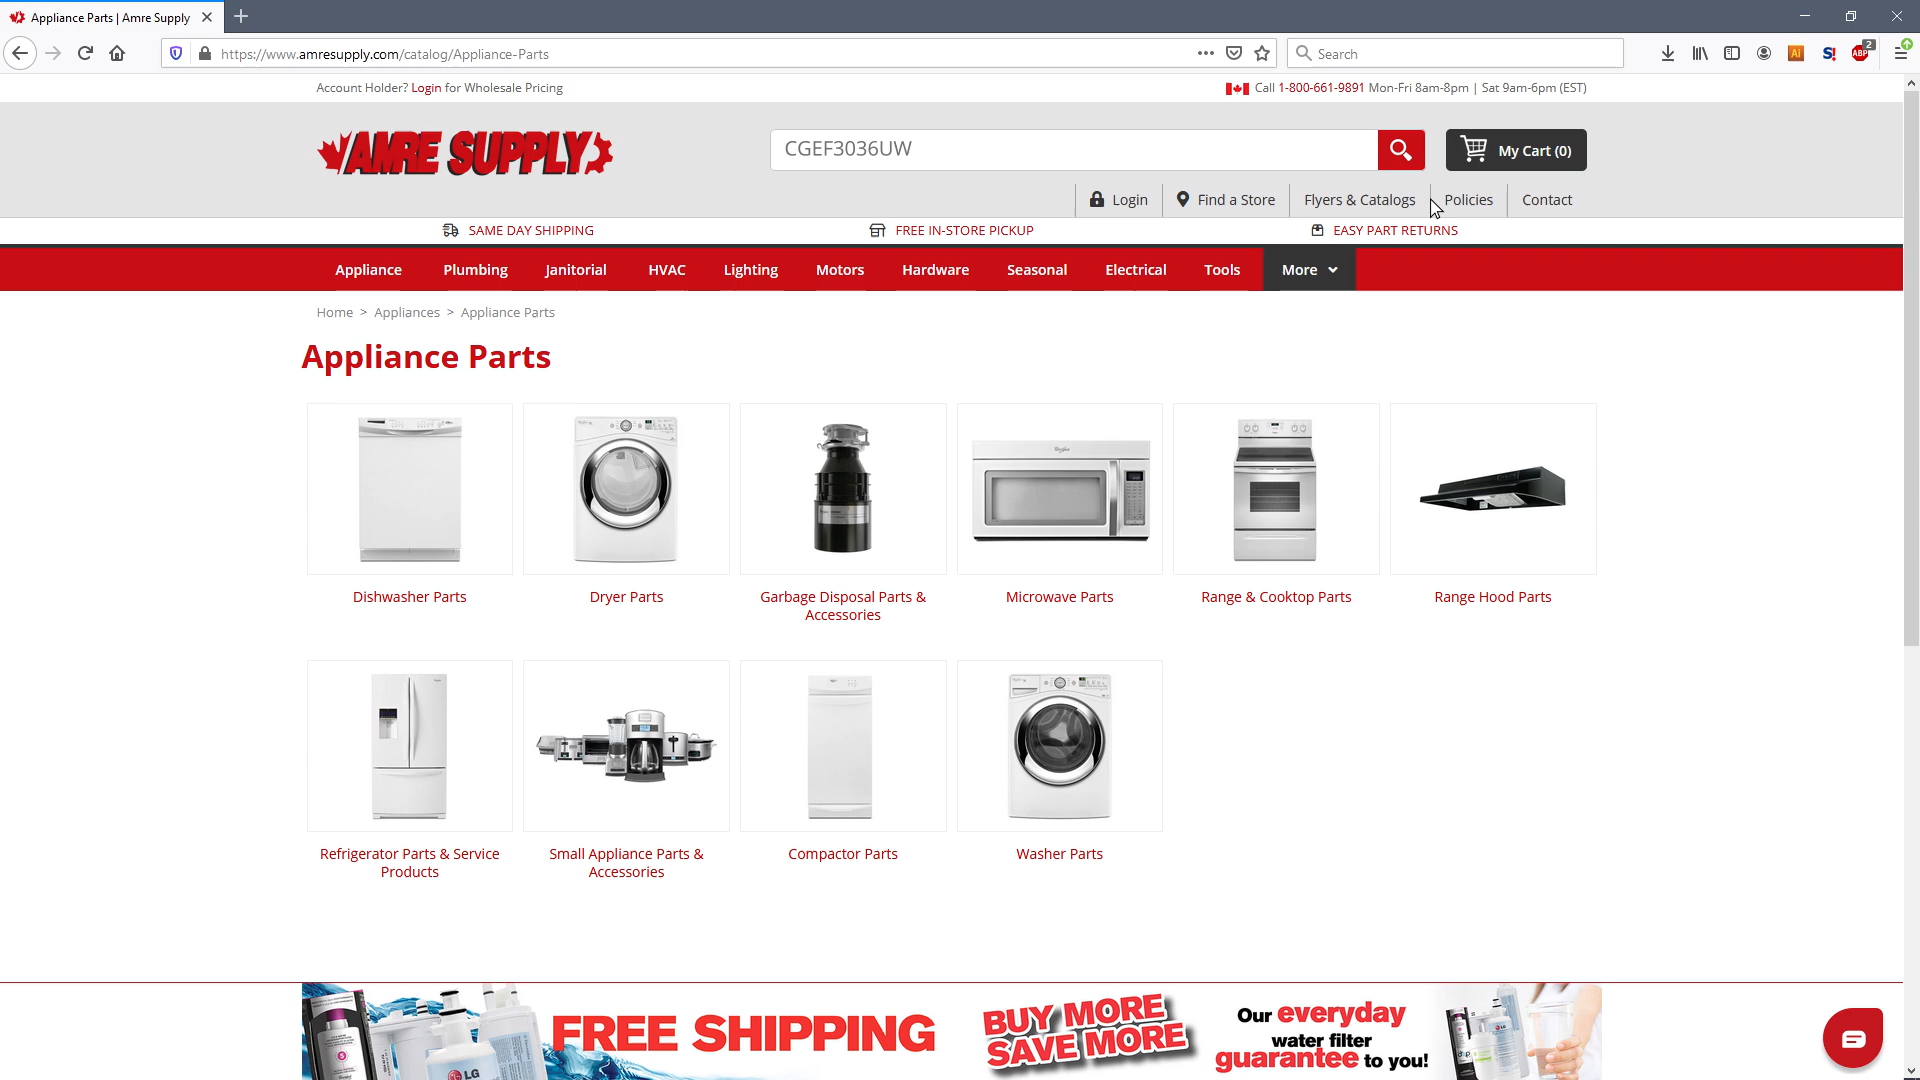 Appliance Parts | Amre Supply
https://www.amresupply.com/catalog/Appliance-Parts
Search
2
Account Holder? Login for Wholesale Pricing
Call 1-800-661-9891 Mon-Fri 8am-8pm | Sat 9am-6pm (EST)
AMRE SUPPLY
CGEF3036UW
My Cart (0)
Login
Find a Store
Flyers & Catalogs
Policies
Contact
SAME DAY SHIPPING
FREE IN-STORE PICKUP
EASY PART RETURNS
Appliance
Plumbing
Janitorial
HVAC
Lighting
Motors
Hardware
Seasonal
Electrical
Tools
More
Home > Appliances > Appliance Parts
Appliance Parts
Dishwasher Parts
Dryer Parts
Garbage Disposal Parts &
Accessories
Microwave Parts
Range & Cooktop Parts
Range Hood Parts
Refrigerator Parts & Service
Products
Small Appliance Parts &
Accessories
Compactor Parts
Washer Parts
FREE SHIPPING
BUY MORE
SAVE MORE
Our everyday
water filter
guarantee to you!
LG